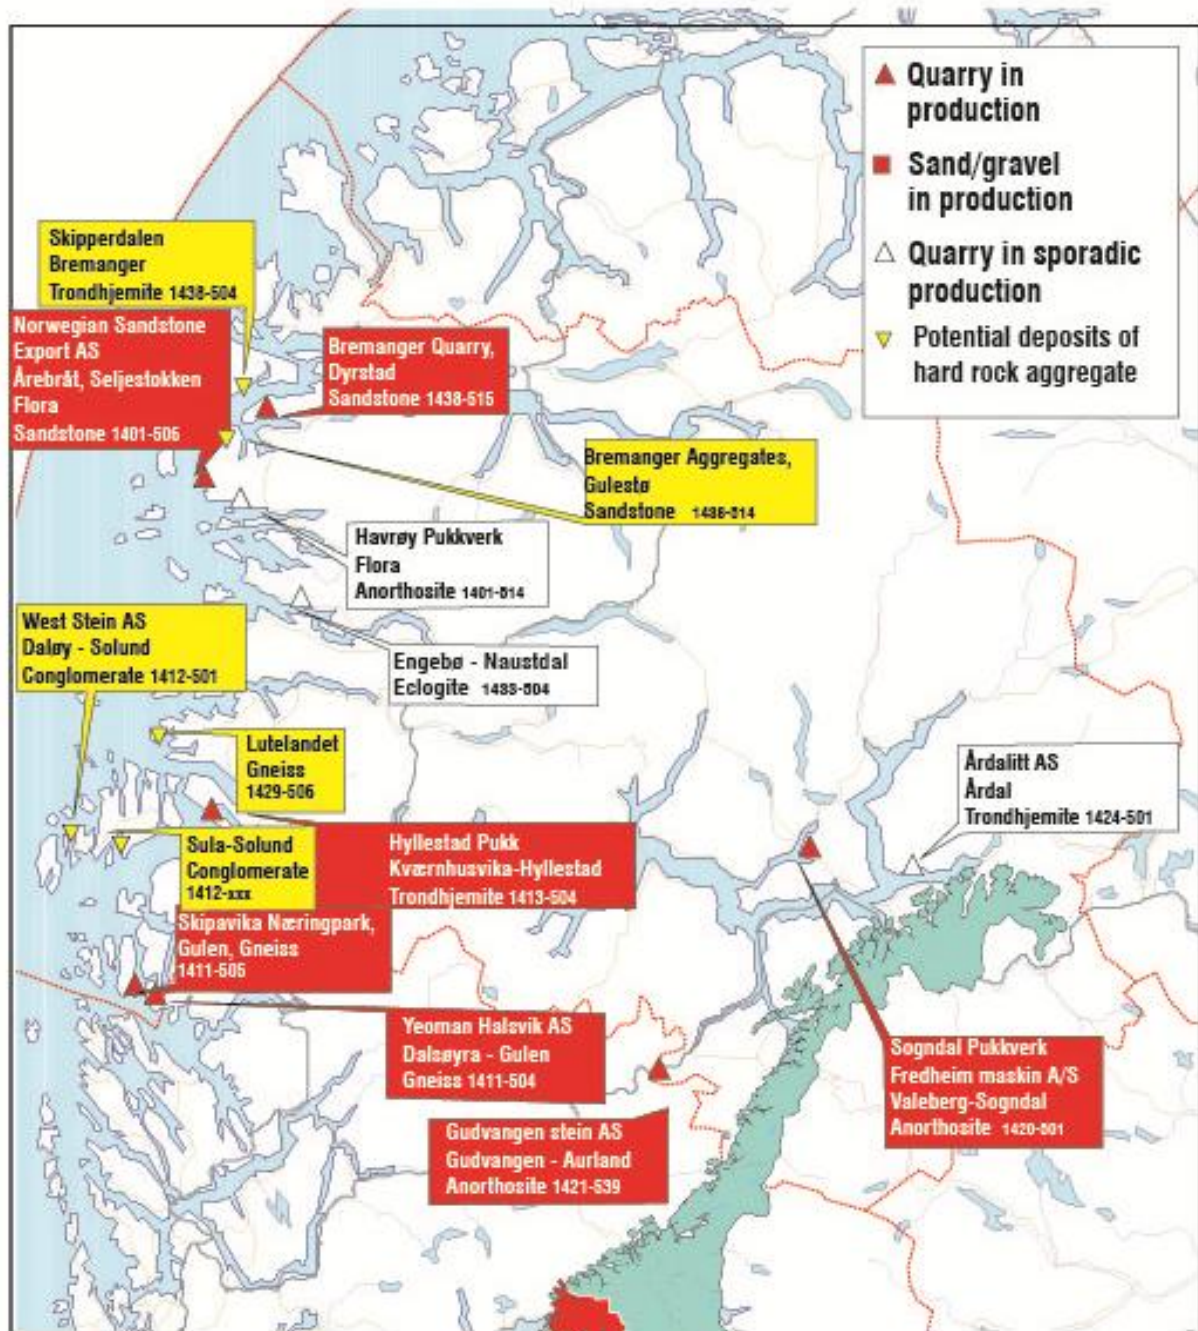 Quarry in
production
Sand/gravel
in production
Quarry in sporadic
production
Potential deposits of
hard rock aggregate
Skipperdalen
Bremanger
Trondhjemite 1438-504
Norwegian Sandstone
Export AS
Årebråt, Seljestokken
Flora
Sandstone 1401-506
Bremanger Quarry,
Dyrstad
Sandstone 1438-515
Bremanger Aggregates,
Gulestø
Sandstone
Havrøy Pukkverk
Flora
Anorthosite 1401-514
West Stein AS
Daløy - Solund
Conglomerate 1412-501
Engebø - Naustdal
Eclogite 1433-504
Lutelandet
Gneiss
1429-506
Årdalitt AS
Årdal
Trondhjemite 1424-501
Sula-Solund
Conglomerate
1412-xxx
Hyllestad Pukk
Kværnhusvika-Hyllestad
Trondhjemite 1413-504
Skipavika Næringpark,
Gulen, Gneiss
1411-505
Yeoman Halsvik AS
Dalsøyra - Gulen
Gneiss 1411-504
Sogndal Pukkverk
Fredheim maskin A/S
Valeberg-Sogndal
Anorthosite 1420-501
Gudvangen stein AS
Gudvangen - Aurland
Anorthosite 1421-539